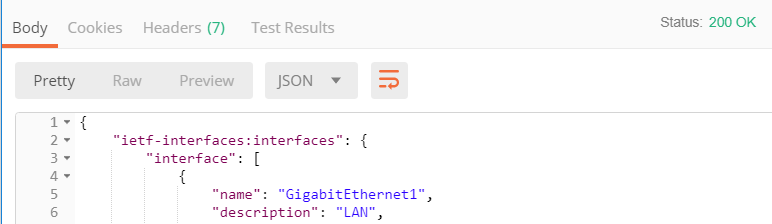 Body Cookies Headers (7) Test Results Status: 200 OK
Pretty Raw Preview JSON
1 {
2 "ietf-interfaces:interfaces": {
3 "interface": [
4 {
5 "name": "GigabitEthernet1",
6 "description": "LAN",